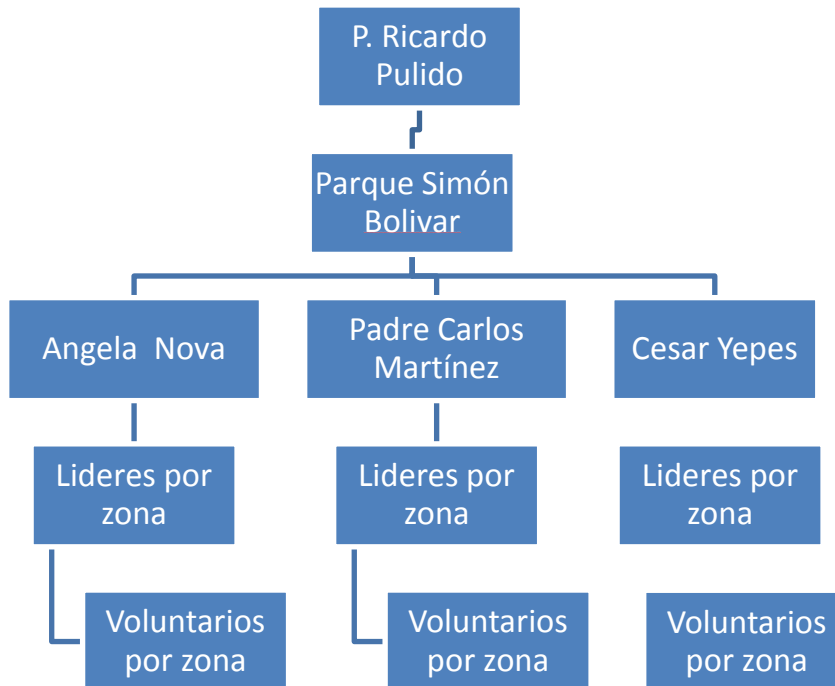 P. Ricardo
Pulido
Parque Simón
Bolivar
Angela Nova
Padre Carlos
Martínez
Cesar Yepes
Lideres por
zona
Lideres por
zona
Lideres por
zona
Voluntarios
por zona
Voluntarios
por zona
Voluntarios
por zona